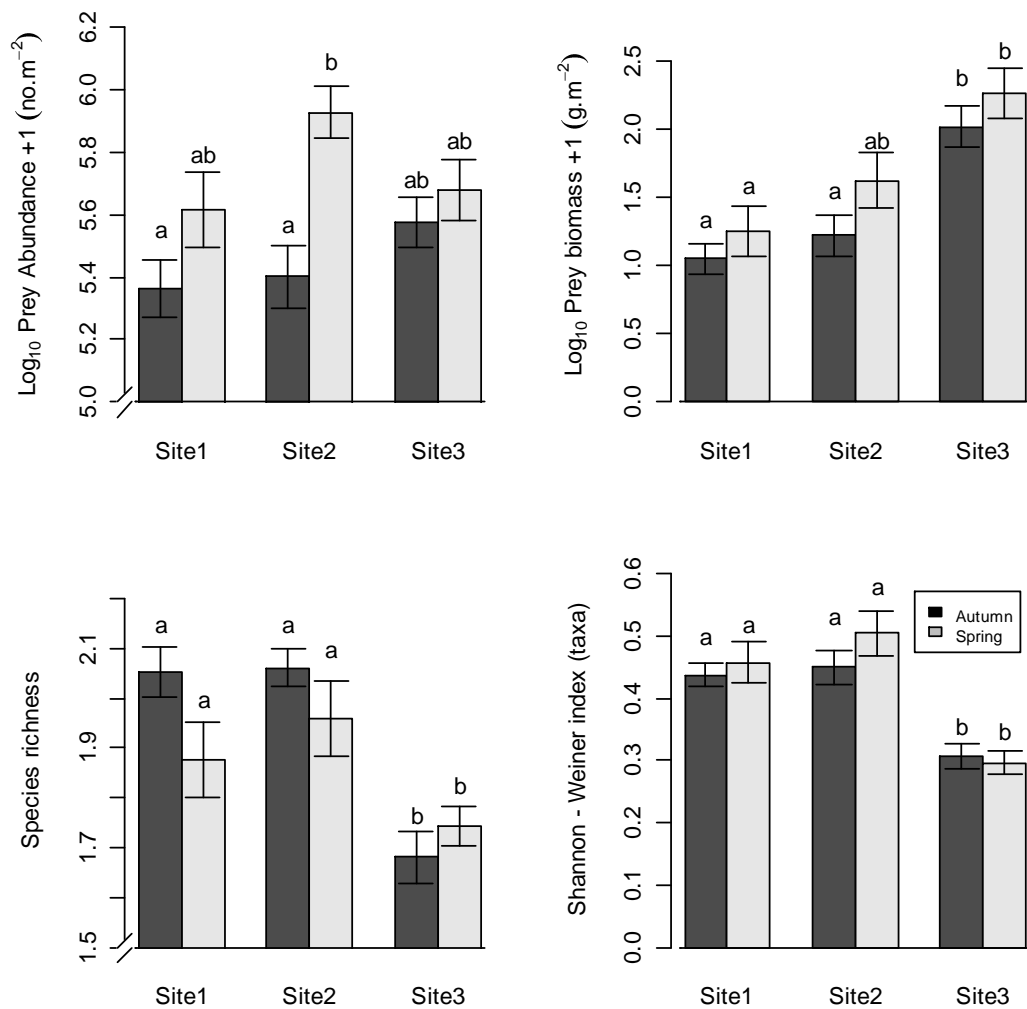 Log₁₀ Prey Abundance +1 (no.m⁻²)
6.2
6.0
5.8
5.6
5.4
5.2
5.0
a
ab
a
b
ab
ab
Site1 Site2 Site3
Log₁₀ Prey biomass +1 (g.m⁻²)
2.5
2.0
1.5
1.0
0.5
0.0
a
a
a
ab
b
b
Site1 Site2 Site3
Species richness
2.1
1.9
1.7
1.5
a
a
a
a
b
b
Site1 Site2 Site3
Shannon - Weiner index (taxa)
0.6
0.5
0.4
0.3
0.2
0.1
0.0
a
a
a
a
b
b
Autumn
Spring
Site1 Site2 Site3